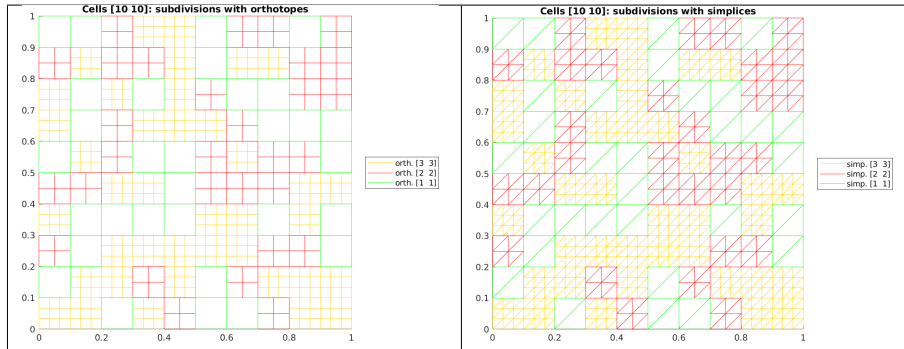 Cells [10 10]: subdivisions with orthotopes
1
0.9
0.8
0.7
0.6
0.5
0.4
0.3
0.2
0.1
0
0 0.2 0.4 0.6 0.8 1
orth. [3 3]
orth. [2 2]
orth. [1 1]
Cells [10 10]: subdivisions with simplices
1
0.9
0.8
0.7
0.6
0.5
0.4
0.3
0.2
0.1
0
0 0.2 0.4 0.6 0.8 1
simp. [3 3]
simp. [2 2]
simp. [1 1]